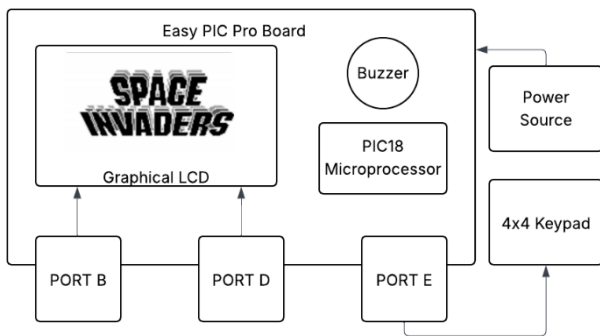 Easy PIC Pro Board
SPACE
INVADERS
Graphical LCD
Buzzer
PIC18
Microprocessor
Power
Source
4x4 Keypad
PORT B
PORT D
PORT E